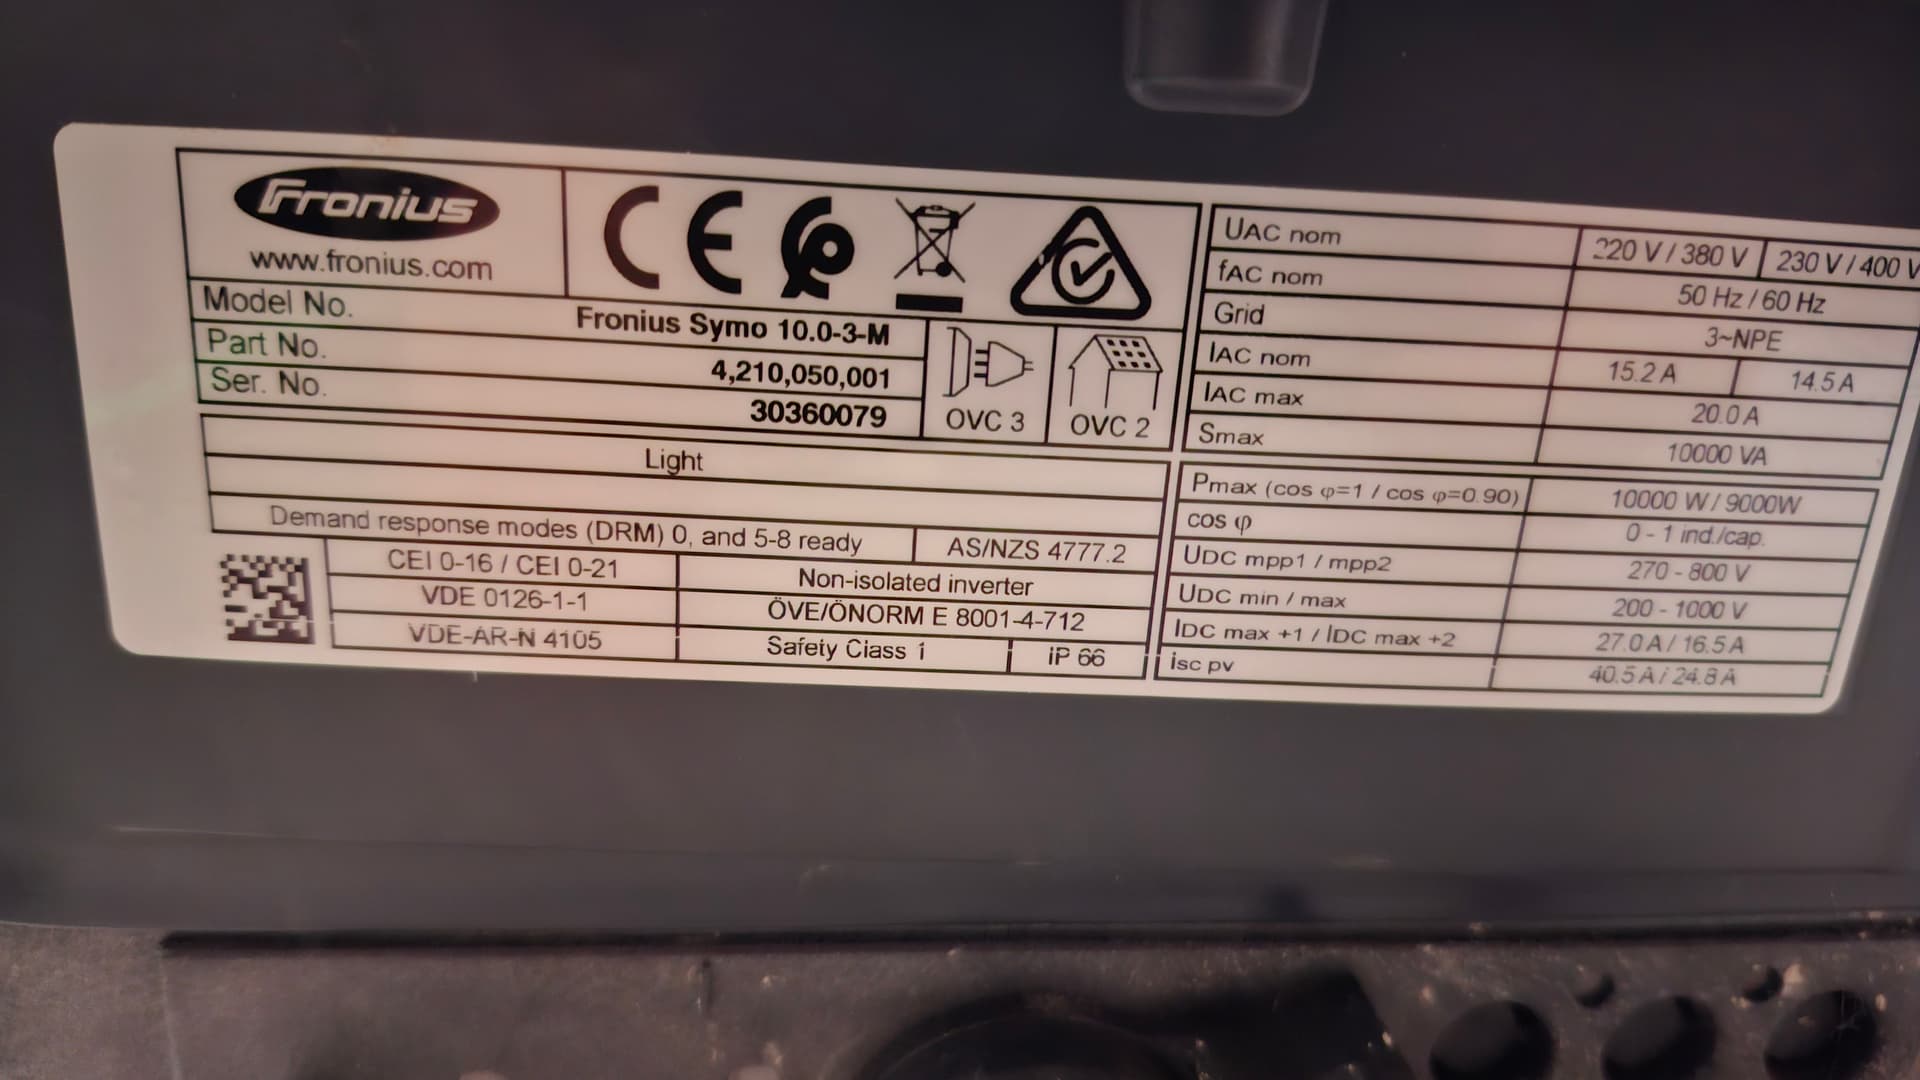 Fronius
www.fronius.com
CE
Model No. Fronius Symo 10.0-3-M
Part No. 4,210,050,001
Ser. No. 30360079
OVC 3 OVC 2
Light
Demand response modes (DRM) 0, and 5-8 ready AS/NZS 4777.2
CEI 0-16 / CEI 0-21 Non-isolated inverter
VDE 0126-1-1 ÖVE/ÖNORM E 8001-4-712
VDE-AR-N 4105 Safety Class 1 IP 66
UAC nom 220 V / 380 V 230 V / 400 V
fAC nom 50 Hz / 60 Hz
Grid 3~NPE
IAC nom 15.2 A 14.5 A
IAC max 20.0 A
Smax 10000 VA
Pmax (cos φ=1 / cos φ=0.90) 10000 W / 9000W
cos φ 0 - 1 ind./cap.
UDC mpp1 / mpp2 270 - 800 V
UDC min / max 200 - 1000 V
IDC max +1 / IDC max +2 27.0 A / 16.5 A
Isc pv 40.5 A / 24.8 A